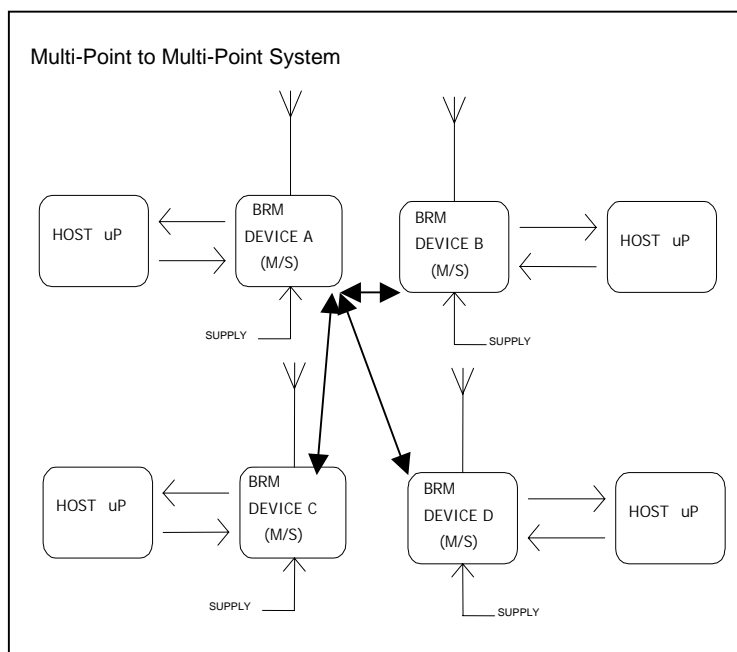 Multi-Point to Multi-Point System
HOST uP
BRM
DEVICE A
(M/S)
BRM
DEVICE B
(M/S)
HOST uP
SUPPLY
SUPPLY
HOST uP
BRM
DEVICE C
(M/S)
BRM
DEVICE D
(M/S)
HOST uP
SUPPLY
SUPPLY